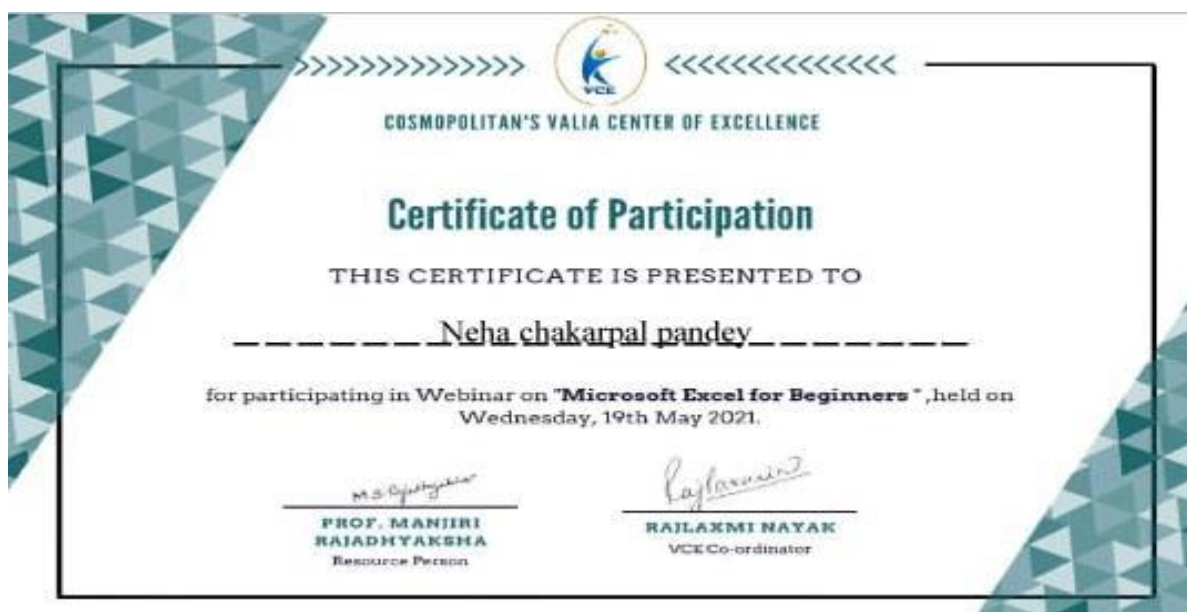 VCE
COSMOPOLITAN'S VALIA CENTER OF EXCELLENCE
Certificate of Participation
THIS CERTIFICATE IS PRESENTED TO
Neha chakarpal pandey
for participating in Webinar on "Microsoft Excel for Beginners " ,held on
Wednesday, 19th May 2021.
Rajlaxmi
PROF. MANJIRI
RAJADHYAKSHA
Resource Person
RAJLAXMI NAYAK
VCE Co-ordinator